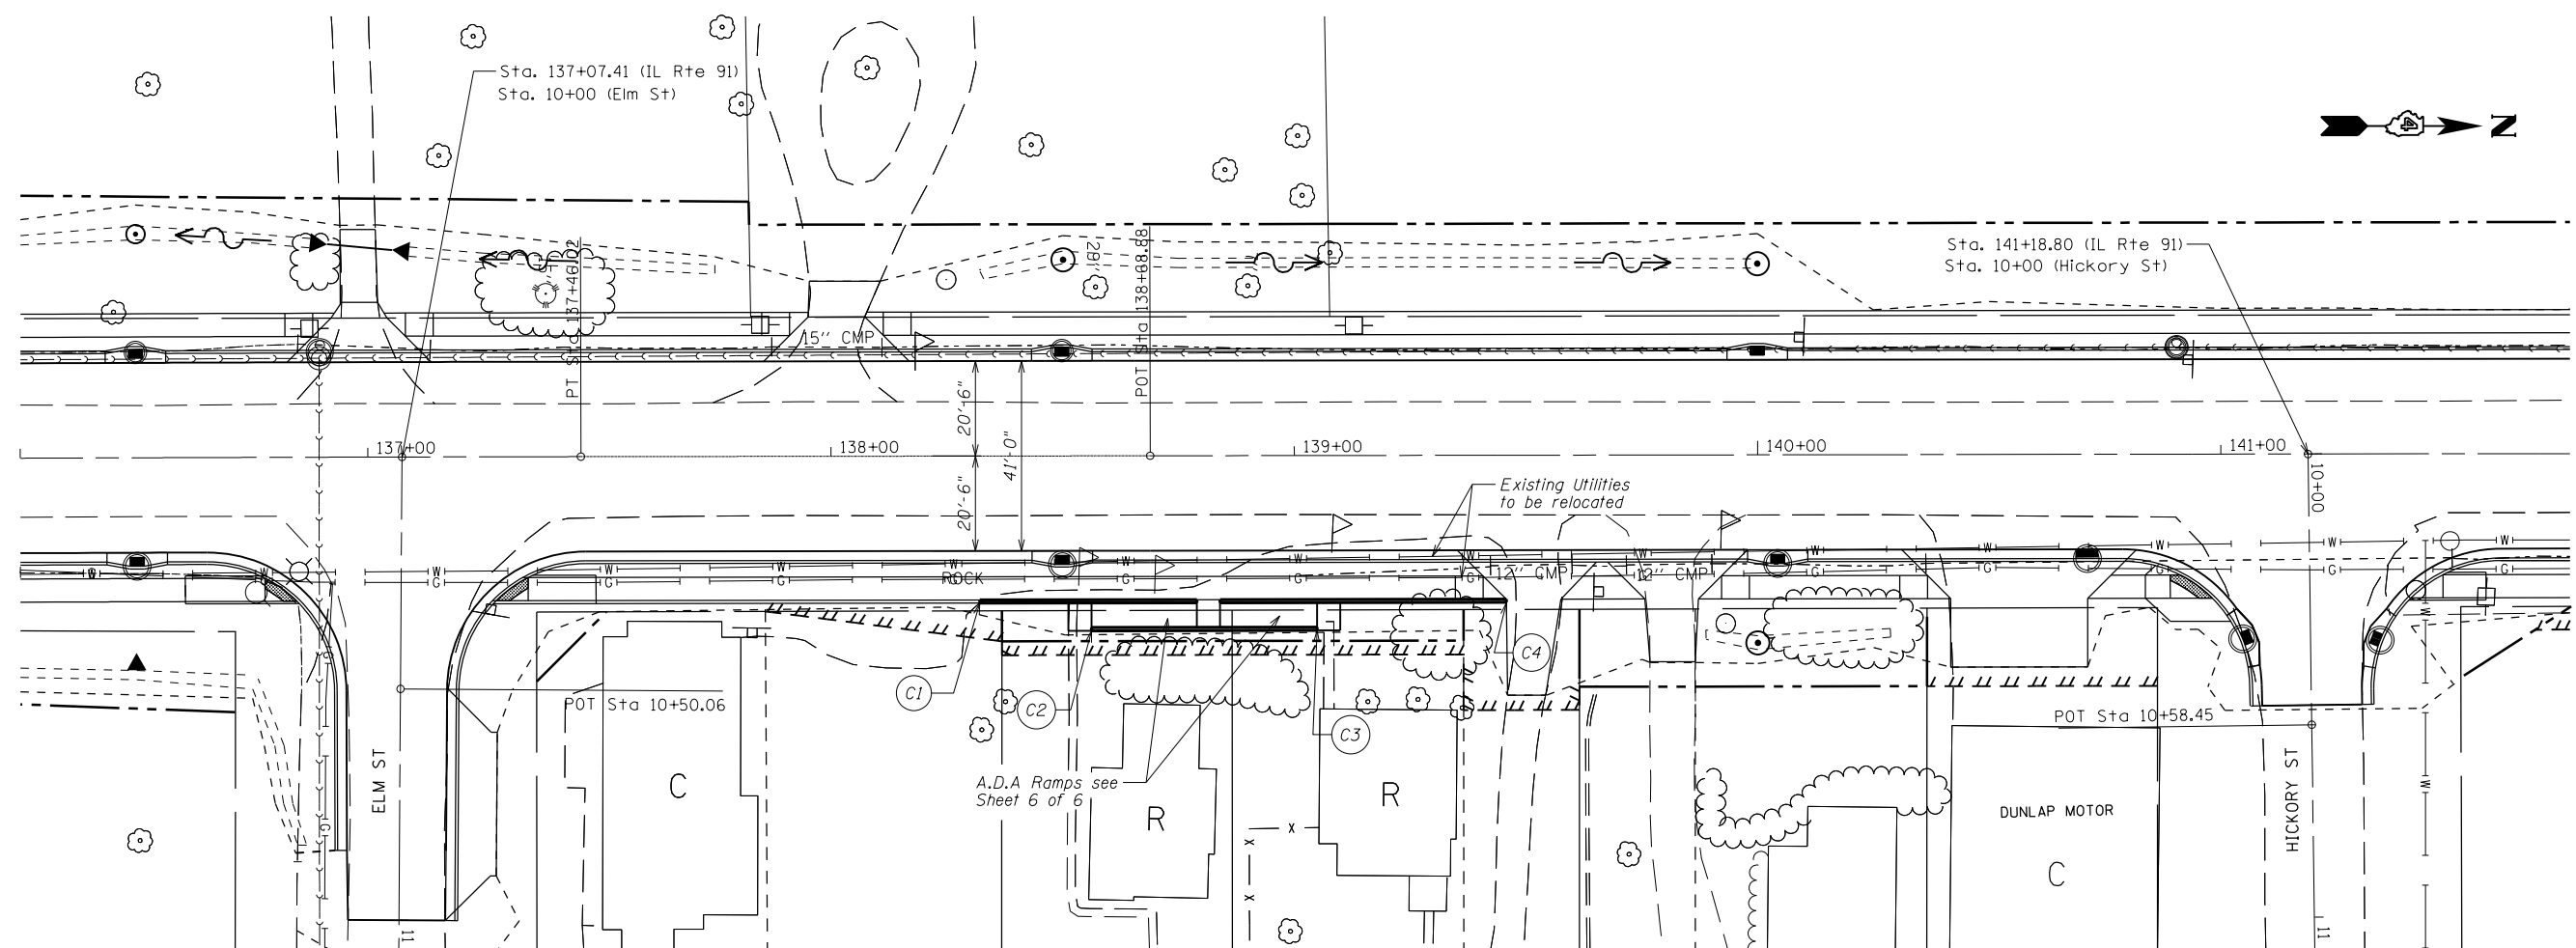 Sta. 137+07.41 (IL Rte 91)
Sta. 10+00 (Elm St)
N
Sta. 141+18.80 (IL Rte 91)
Sta. 10+00 (Hickory St)
PT Sta 137+46.02
POT Sta 138+68.88
15'' CMP
20'-6"
41'-0"
20'-6"
137+00
138+00
139+00
140+00
141+00
10+00
Existing Utilities
to be relocated
ROCK
12'' CMP
12'' CMP
W W W W W W W W W W W W
G G G G G G G G G G
C1
C2
C3
C4
POT Sta 10+50.06
POT Sta 10+58.45
A.D.A Ramps see
Sheet 6 of 6
ELM ST
HICKORY ST
C
R
R
DUNLAP MOTOR
C
X
X
X
11
11